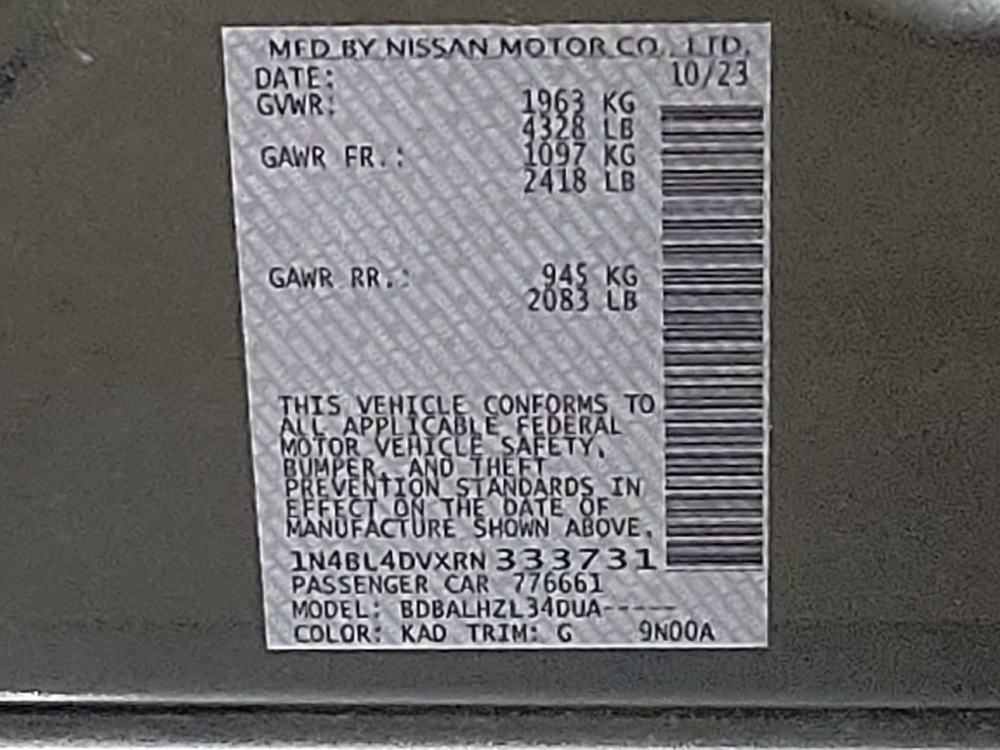 MFD BY NISSAN MOTOR CO., LTD.
DATE: 10/23
GVWR: 1963 KG
4328 LB
GAWR FR.: 1097 KG
2418 LB
GAWR RR.: 945 KG
2083 LB
THIS VEHICLE CONFORMS TO
ALL APPLICABLE FEDERAL
MOTOR VEHICLE SAFETY,
BUMPER, AND THEFT
PREVENTION STANDARDS IN
EFFECT ON THE DATE OF
MANUFACTURE SHOWN ABOVE.
1N4BL4DVXRN333731
PASSENGER CAR 776661
MODEL: BDBALHZL34DUA-----
COLOR: KAD TRIM: G 9N00A